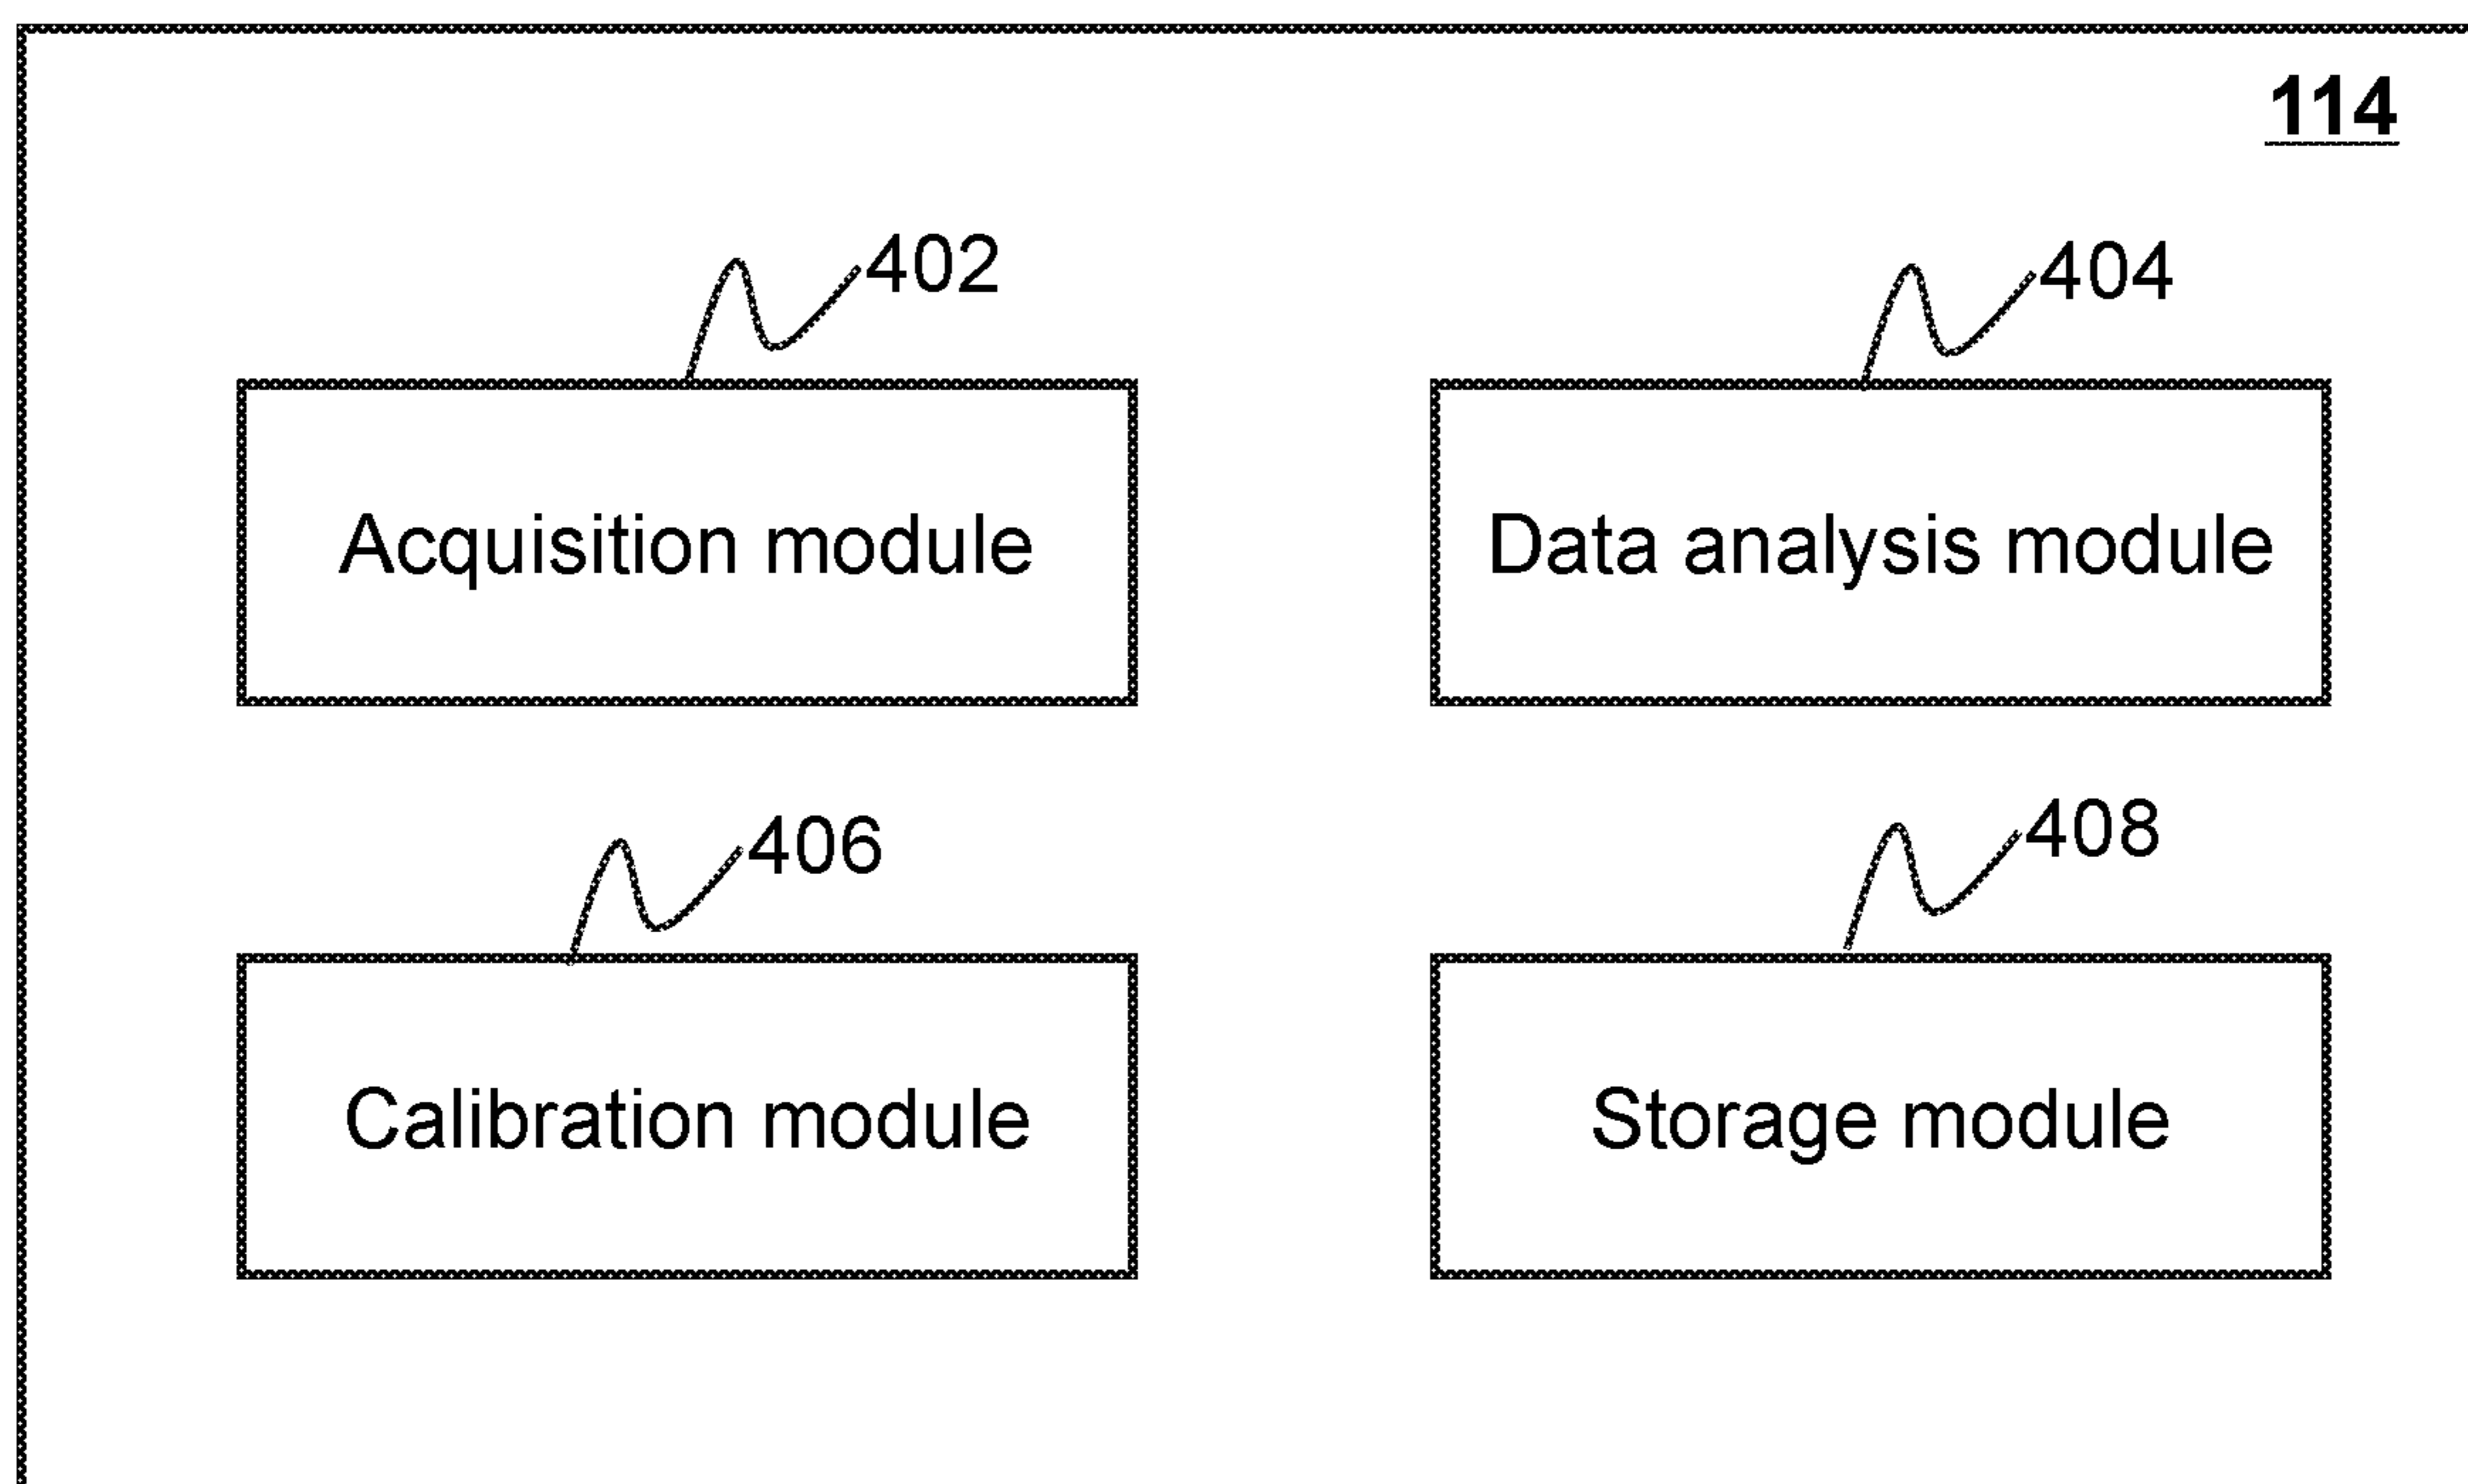 114
402
404
Acquisition module
Data analysis module
406
408
Calibration module
Storage module